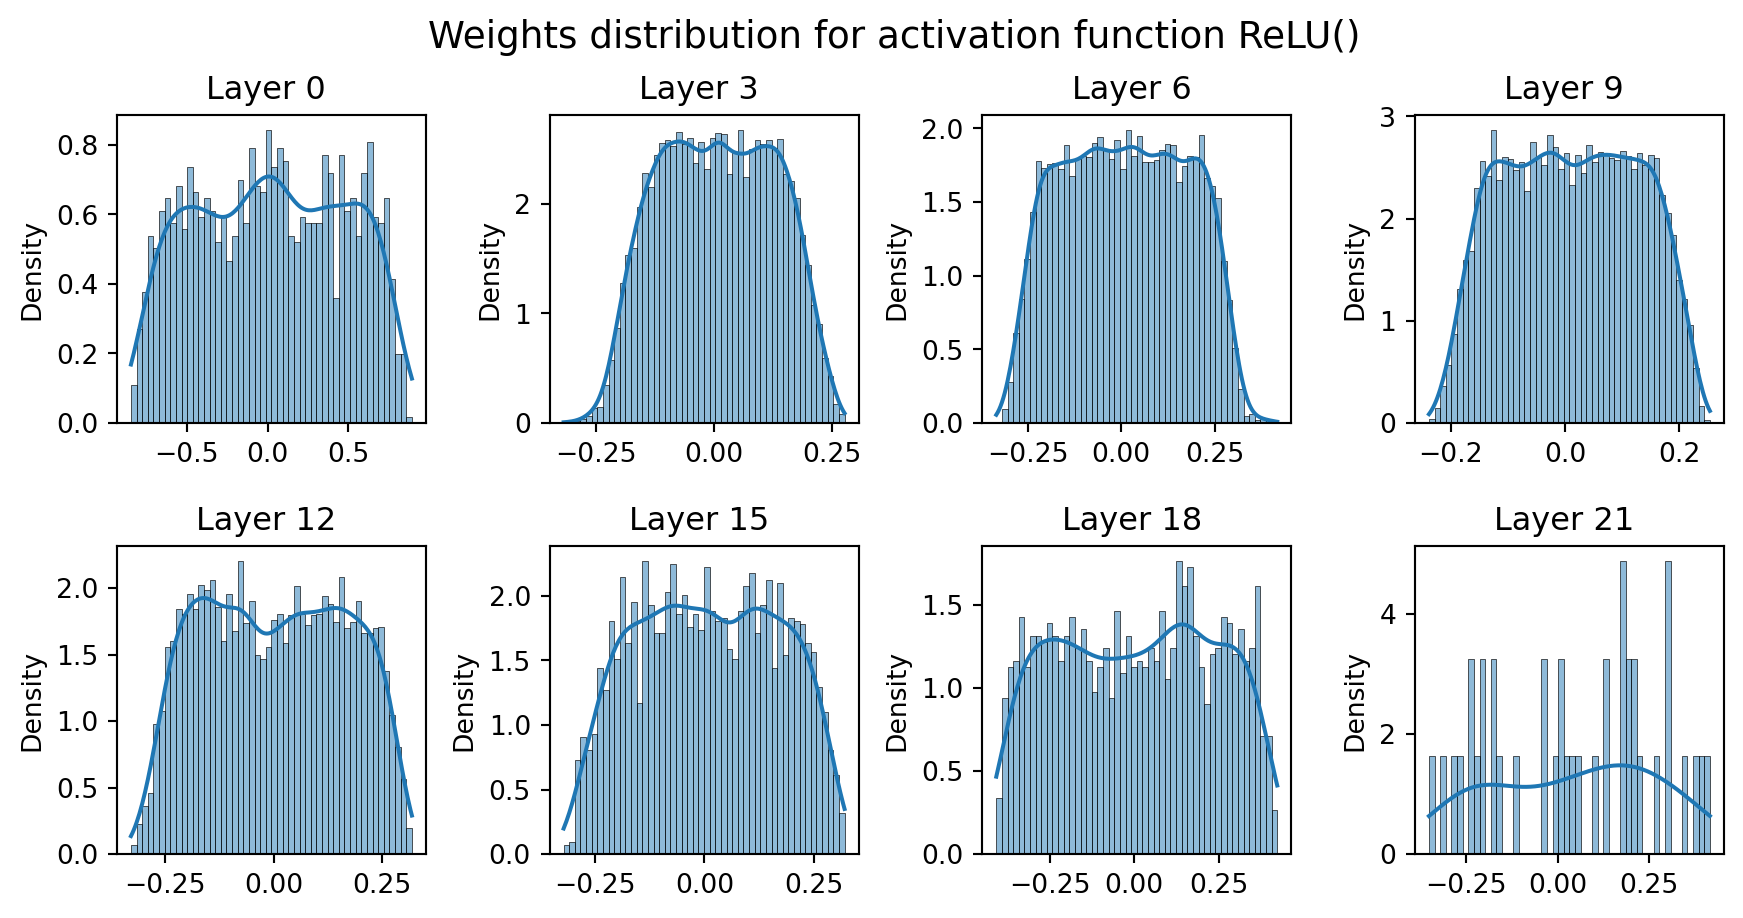 Weights distribution for activation function ReLU()
Layer 0
Layer 3
Layer 6
Layer 9
Density
0.8
0.6
0.4
0.2
0.0
−0.5 0.0 0.5
Density
2
1
0
−0.25 0.00 0.25
Density
2.0
1.5
1.0
0.5
0.0
−0.25 0.00 0.25
Density
3
2
1
0
−0.2 0.0 0.2
Layer 12
Layer 15
Layer 18
Layer 21
Density
2.0
1.5
1.0
0.5
0.0
−0.25 0.00 0.25
Density
2.0
1.5
1.0
0.5
0.0
−0.25 0.00 0.25
Density
1.5
1.0
0.5
0.0
−0.25 0.00 0.25
Density
4
2
0
−0.25 0.00 0.25